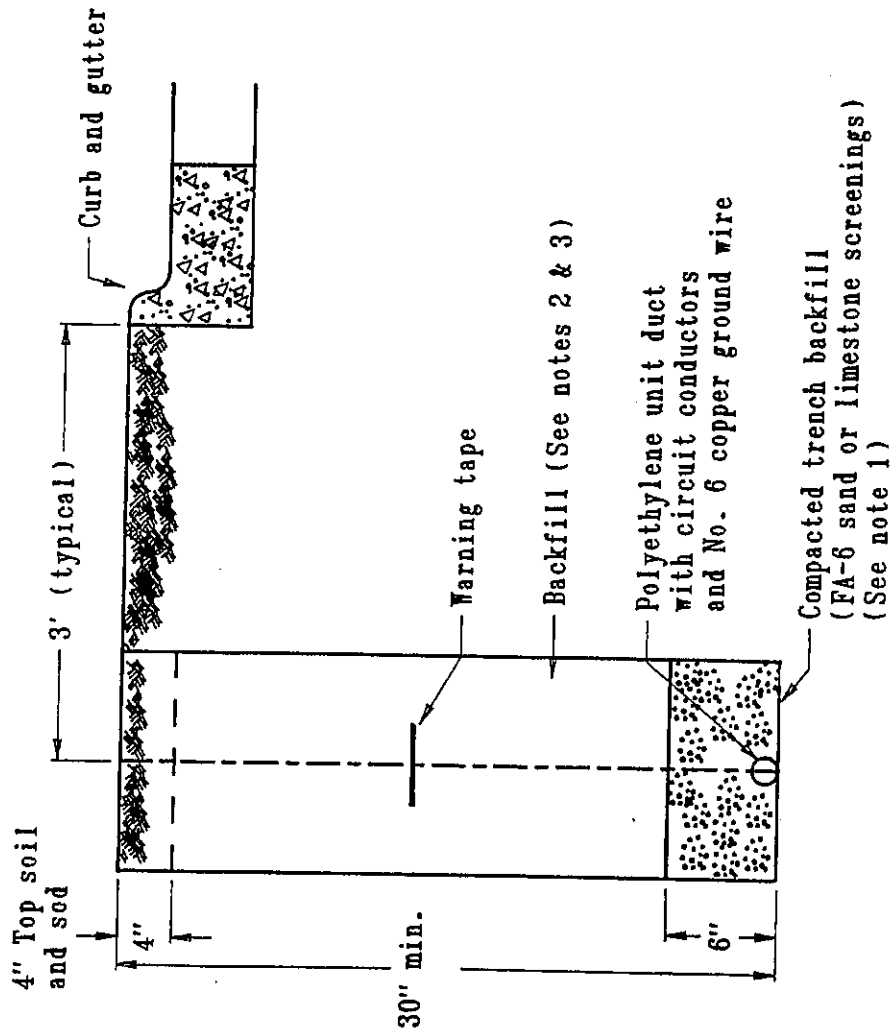 4" Top soil
and sod
3' (typical)
Curb and gutter
4"
30" min.
6"
Warning tape
Backfill (See notes 2 & 3)
Polyethylene unit duct
with circuit conductors
and No. 6 copper ground wire
Compacted trench backfill
(FA-6 sand or limestone screenings)
(See note 1)